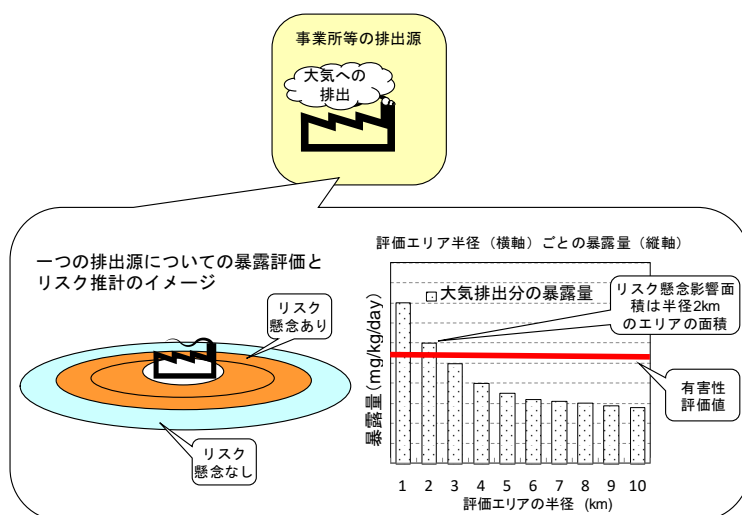 事業所等の排出源
大気への
排出
一つの排出源についての暴露評価と
リスク推計のイメージ
リスク
懸念あり
リスク
懸念なし
評価エリア半径（横軸）ごとの暴露量（縦軸）
大気排出分の暴露量
リスク懸念影響面
積は半径2km
のエリアの面積
有害性
評価値
暴露量(mg/kg/day)
1 2 3 4 5 6 7 8 9 10
評価エリアの半径 (km)